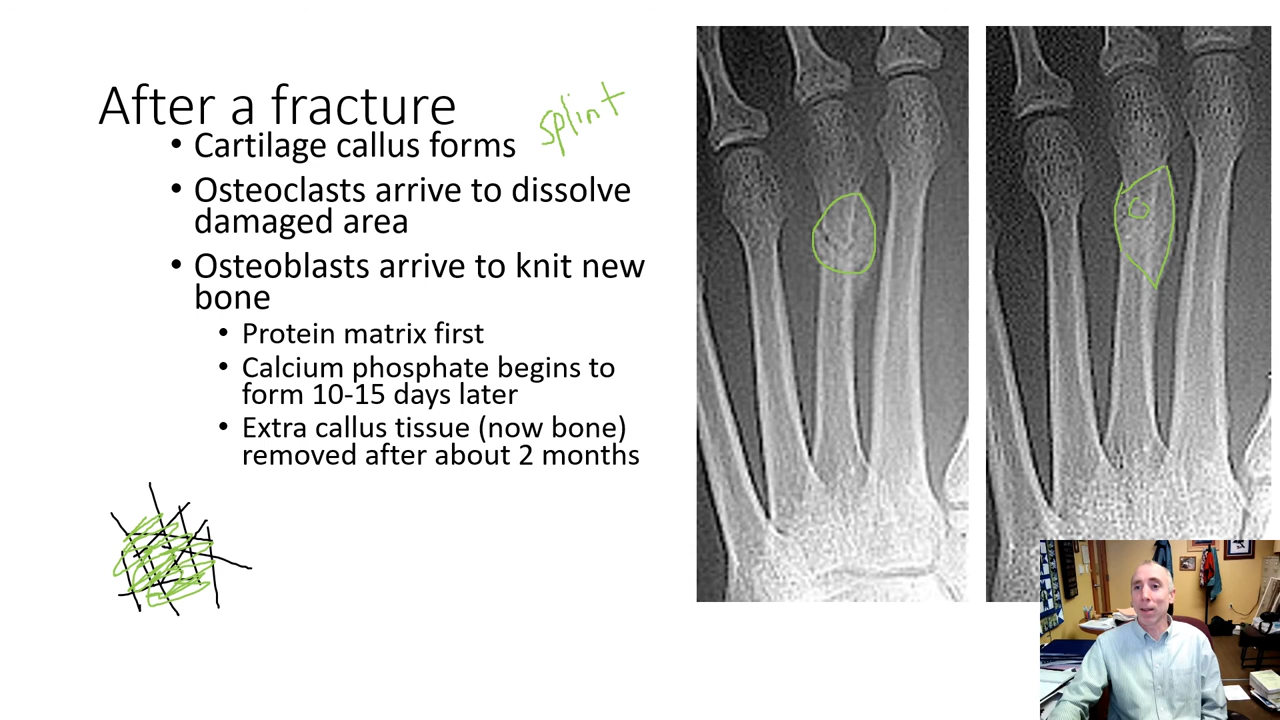 After a fracture
splint
• Cartilage callus forms
• Osteoclasts arrive to dissolve
damaged area
• Osteoblasts arrive to knit new
bone
• Protein matrix first
• Calcium phosphate begins to
form 10-15 days later
• Extra callus tissue (now bone)
removed after about 2 months